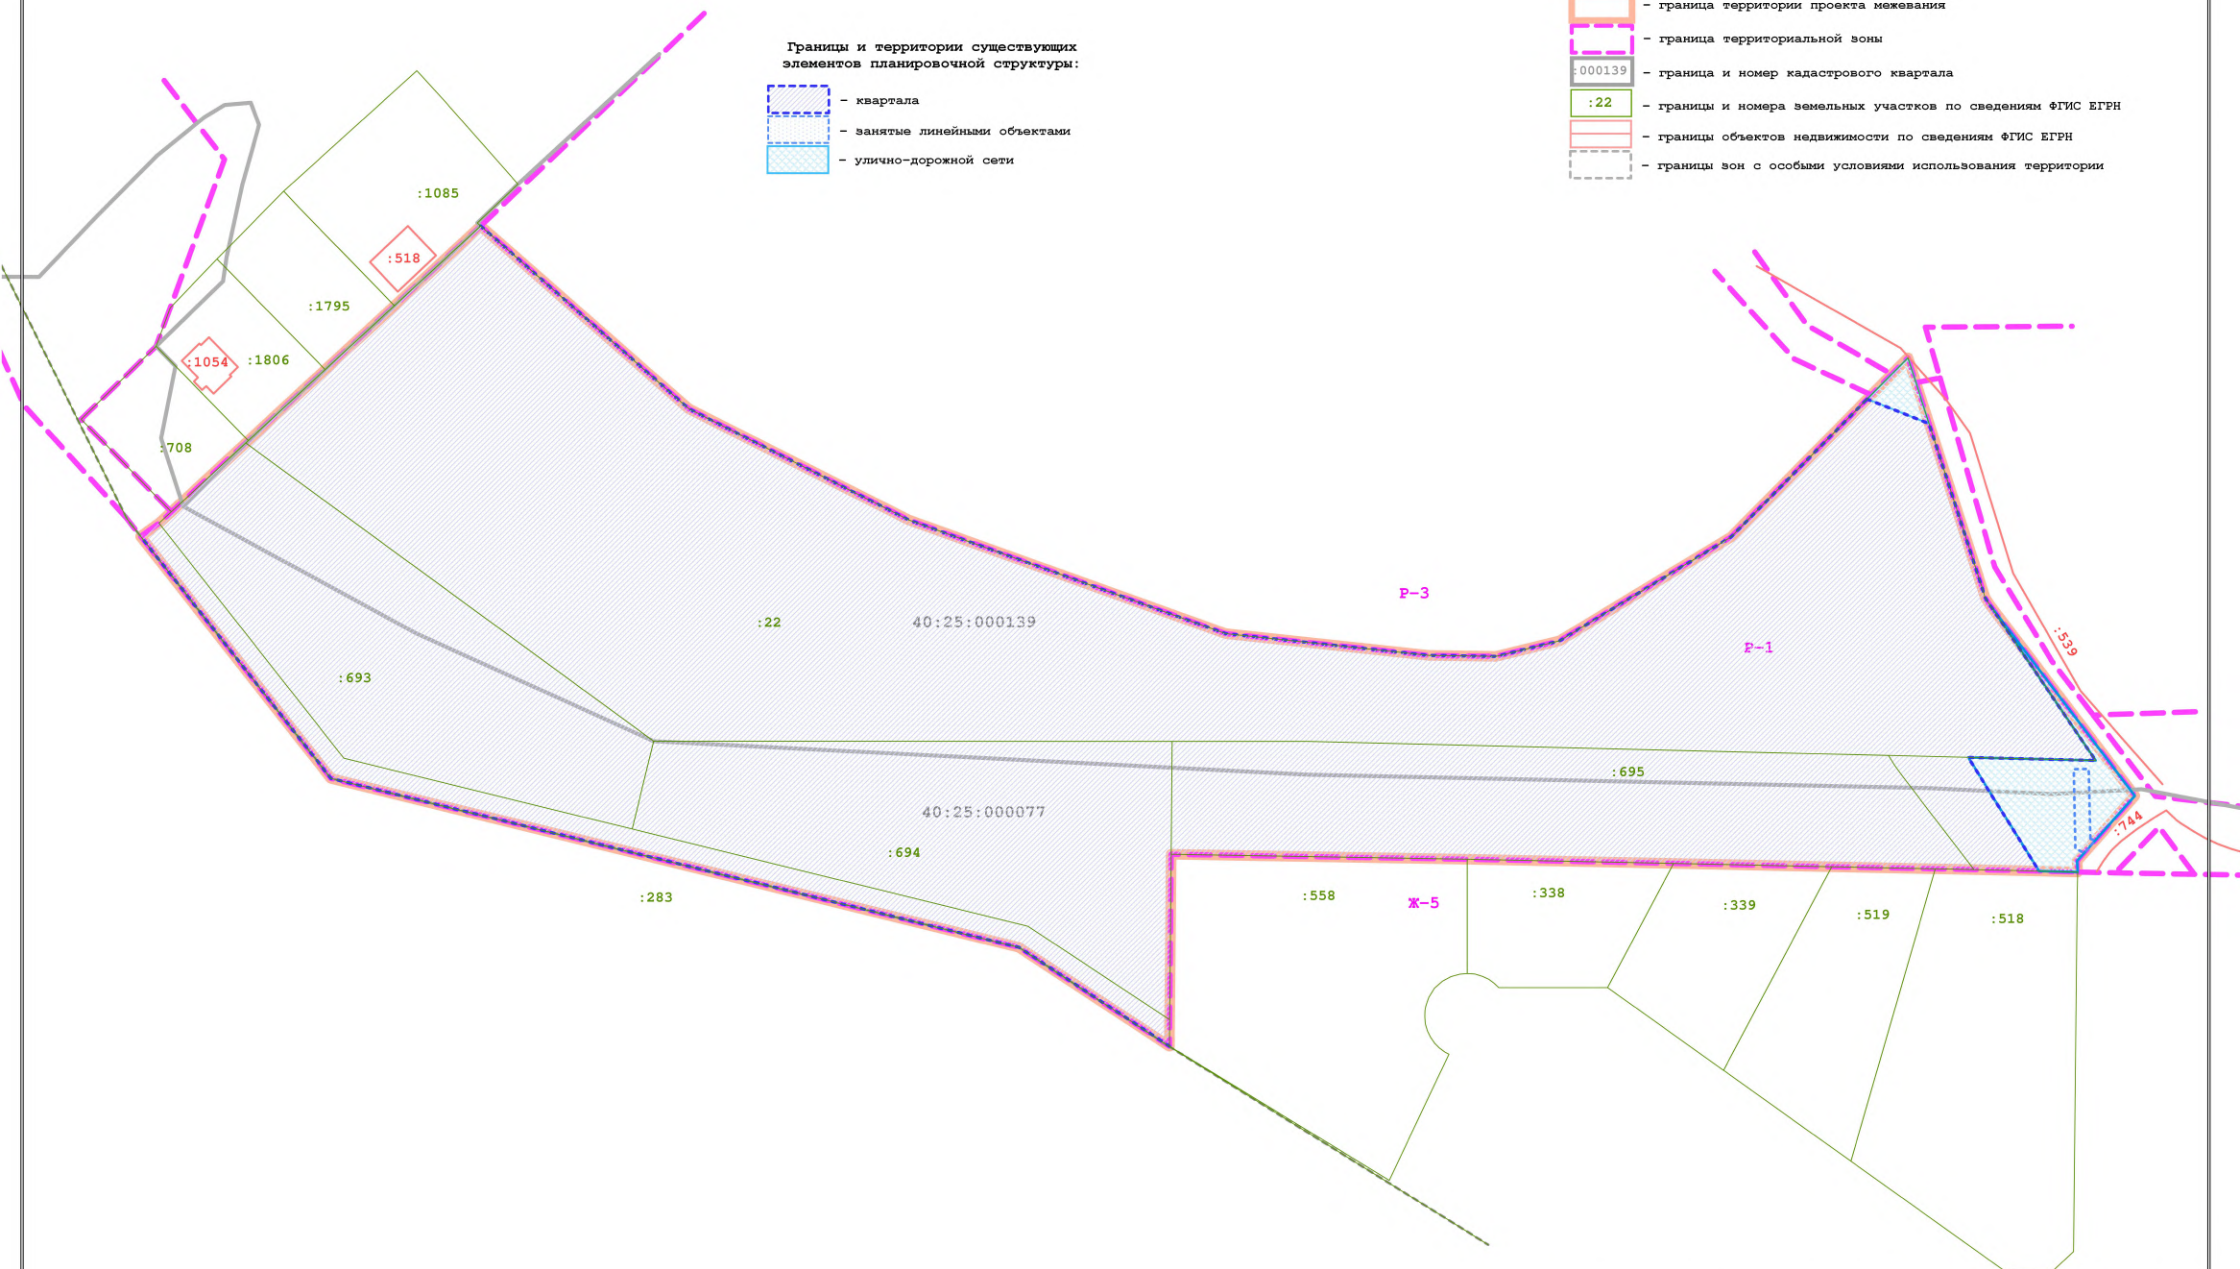 – граница территории проекта межевания
– граница территориальной зоны
:000139 – граница и номер кадастрового квартала
:22 – границы и номера земельных участков по сведениям ФГИС ЕГРН
– границы объектов недвижимости по сведениям ФГИС ЕГРН
– границы зон с особыми условиями использования территории
Границы и территории существующих
элементов планировочной структуры:
– квартала
– занятые линейными объектами
– улично-дорожной сети
:1085
:518
:1795
:1054
:1806
:708
Р-3
:22
40:25:000139
Р-1
:539
:693
:695
40:25:000077
:744
:694
:283
:558
Ж-5
:338
:339
:519
:518